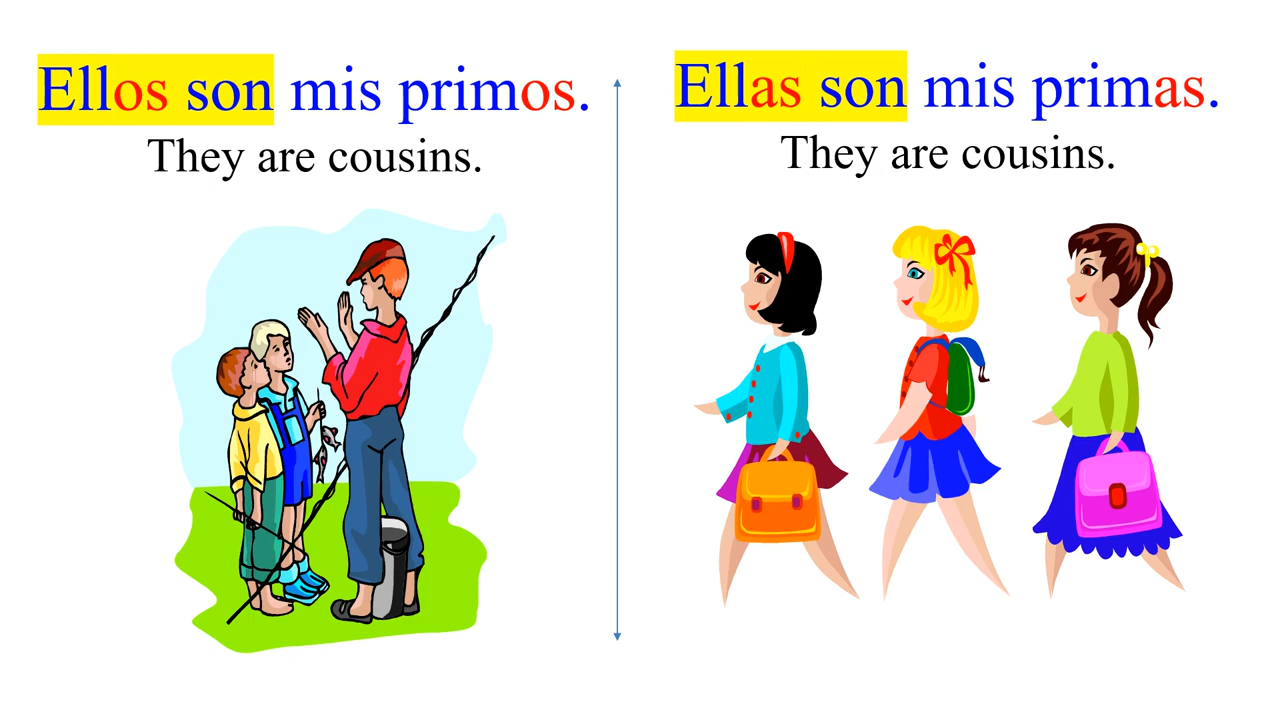 Ellos son mis primos.
They are cousins.
Ellas son mis primas.
They are cousins.